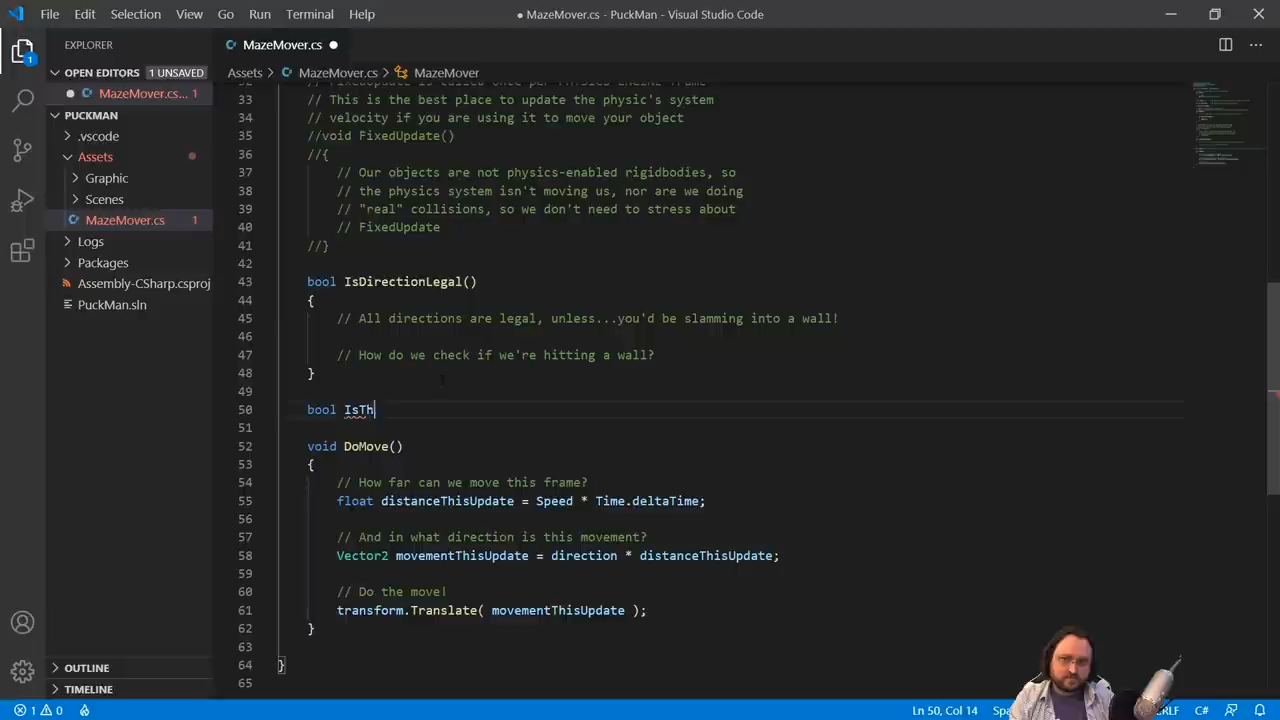 File Edit Selection View Go Run Terminal Help
● MazeMover.cs - PuckMan - Visual Studio Code
EXPLORER
MazeMover.cs
OPEN EDITORS 1 UNSAVED
Assets > MazeMover.cs > MazeMover
MazeMover.cs... 1
PUCKMAN
.vscode
Assets
Graphic
Scenes
MazeMover.cs 1
Logs
Packages
Assembly-CSharp.csproj
PuckMan.sln
OUTLINE
TIMELINE
1
33 // This is the best place to update the physic's system
34 // velocity if you are using it to move your object
35 //void FixedUpdate()
36 //{
37 // Our objects are not physics-enabled rigidbodies, so
38 // the physics system isn't moving us, nor are we doing
39 // "real" collisions, so we don't need to stress about
40 // FixedUpdate
41 //}
42
43 bool IsDirectionLegal()
44 {
45 // All directions are legal, unless...you'd be slamming into a wall!
46
47 // How do we check if we're hitting a wall?
48 }
49
50 bool IsTh
51
52 void DoMove()
53 {
54 // How far can we move this frame?
55 float distanceThisUpdate = Speed * Time.deltaTime;
56
57 // And in what direction is this movement?
58 Vector2 movementThisUpdate = direction * distanceThisUpdate;
59
60 // Do the move!
61 transform.Translate( movementThisUpdate );
62 }
63
64 }
65
1 0
Ln 50, Col 14 CRLF C#